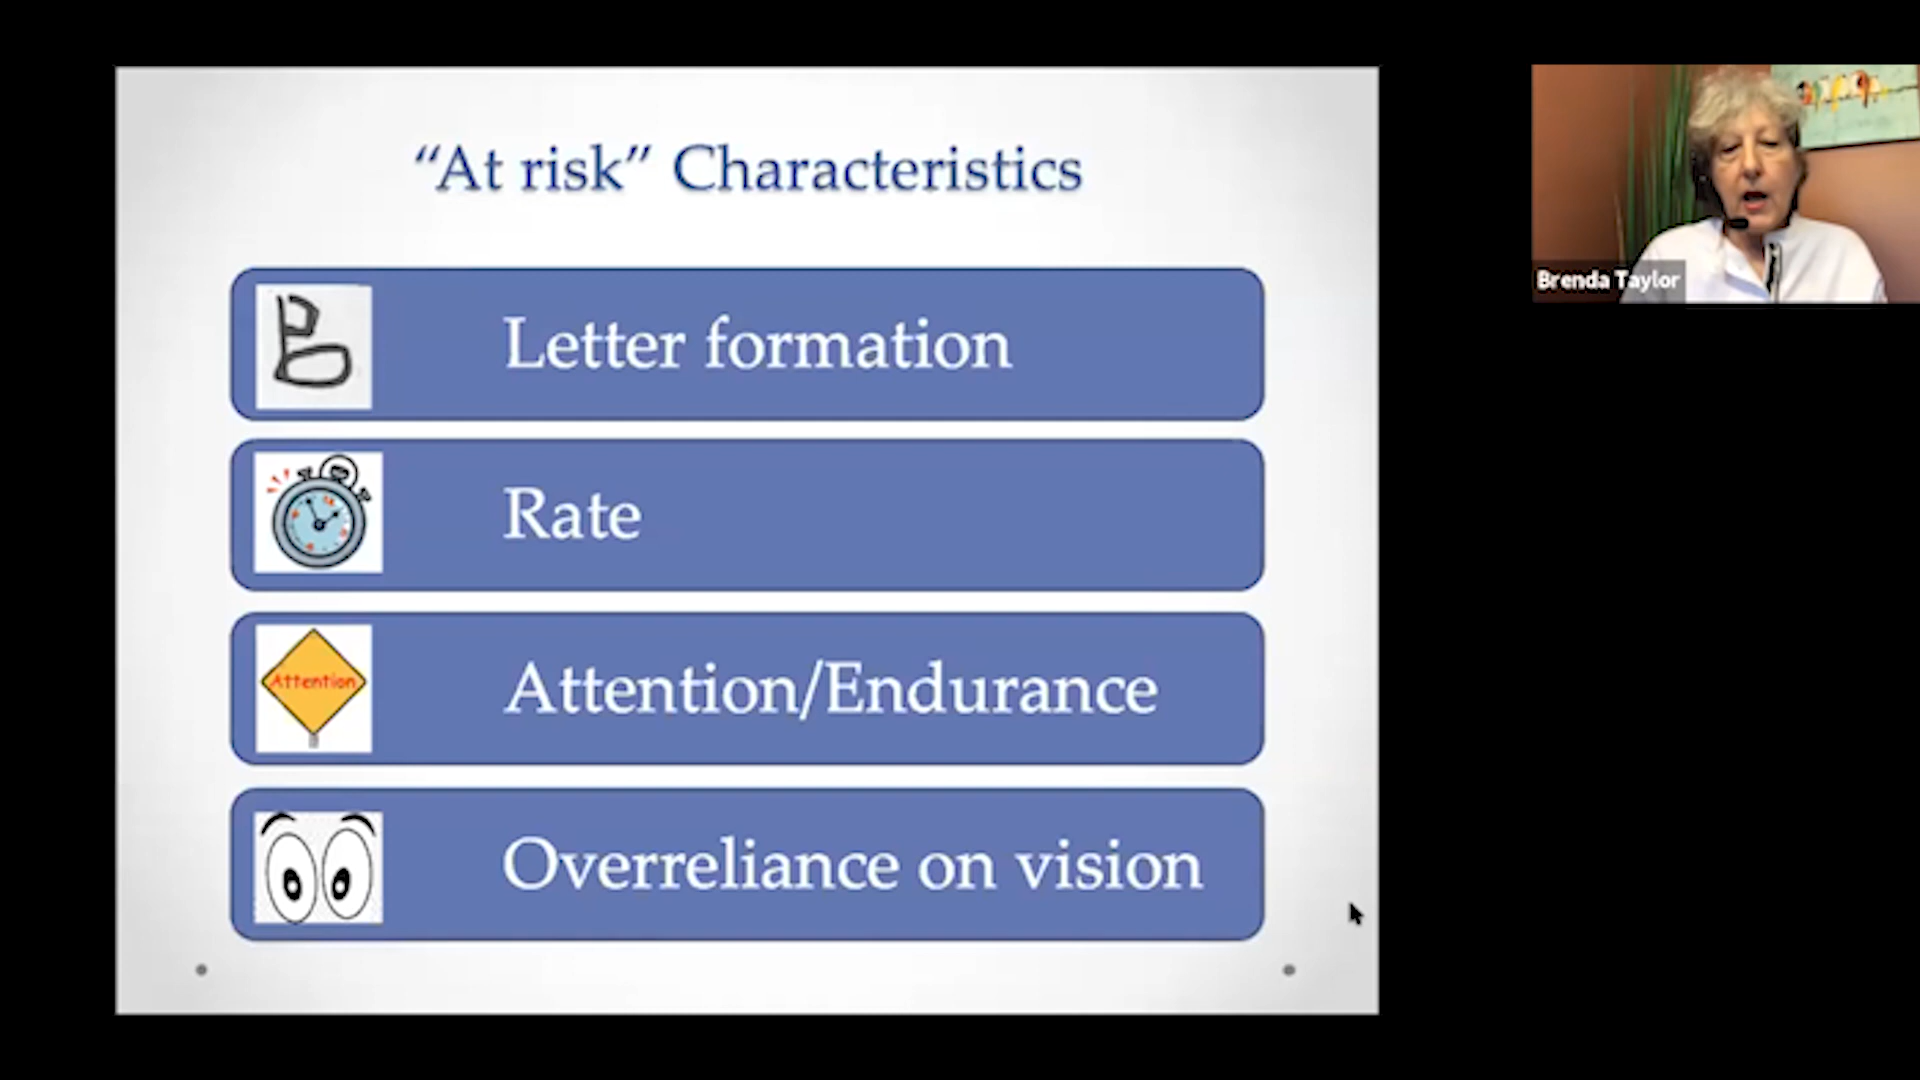 “At risk” Characteristics
B
Letter formation
Rate
Attention
Attention/Endurance
Overreliance on vision
Brenda Taylor